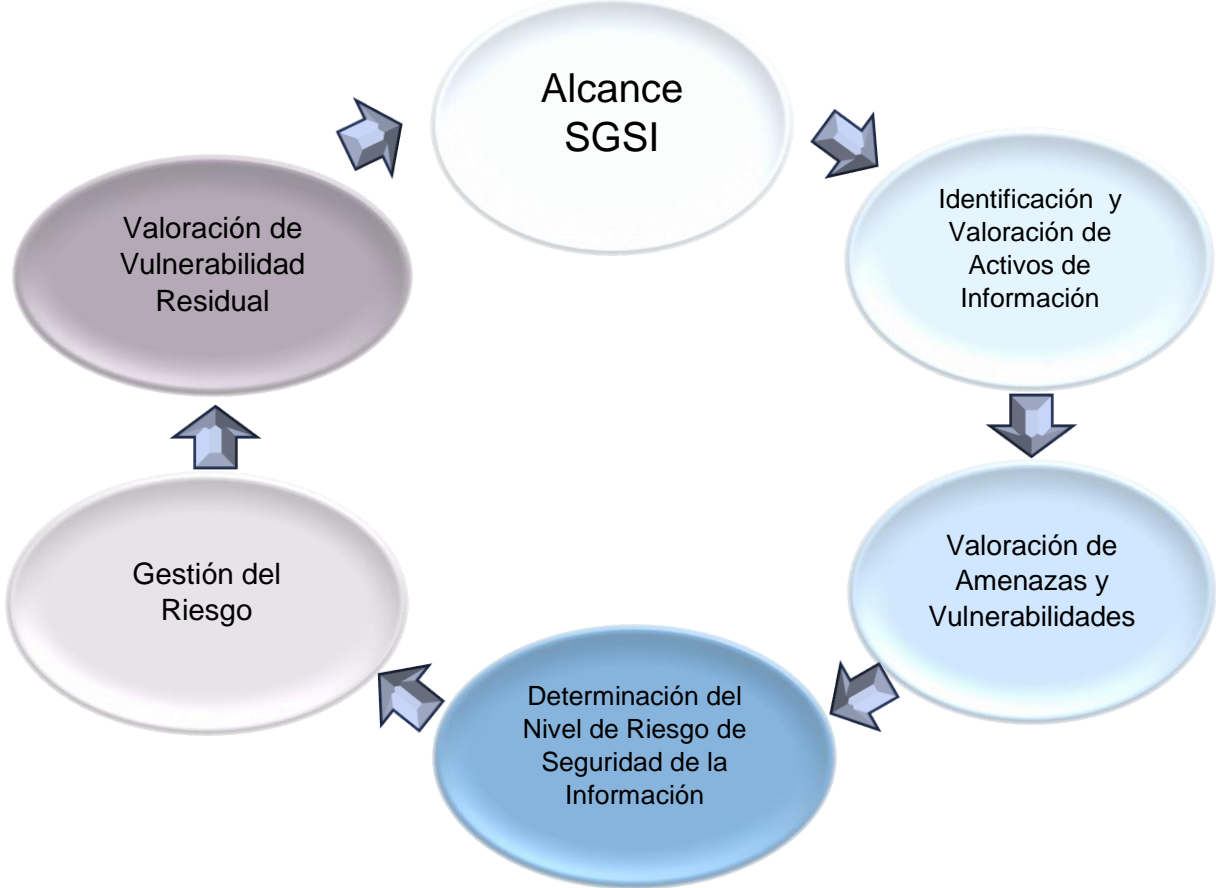 Alcance
SGSI
Identificación y
Valoración de
Activos de
Información
Valoración de
Amenazas y
Vulnerabilidades
Determinación del
Nivel de Riesgo de
Seguridad de la
Información
Gestión del
Riesgo
Valoración de
Vulnerabilidad
Residual